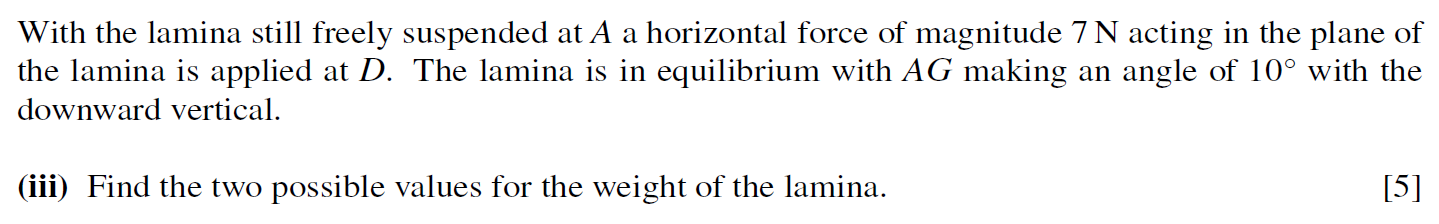 With the lamina still freely suspended at A a horizontal force of magnitude 7 N acting in the plane of
the lamina is applied at D. The lamina is in equilibrium with AG making an angle of 10° with the
downward vertical.
(iii) Find the two possible values for the weight of the lamina. [5]